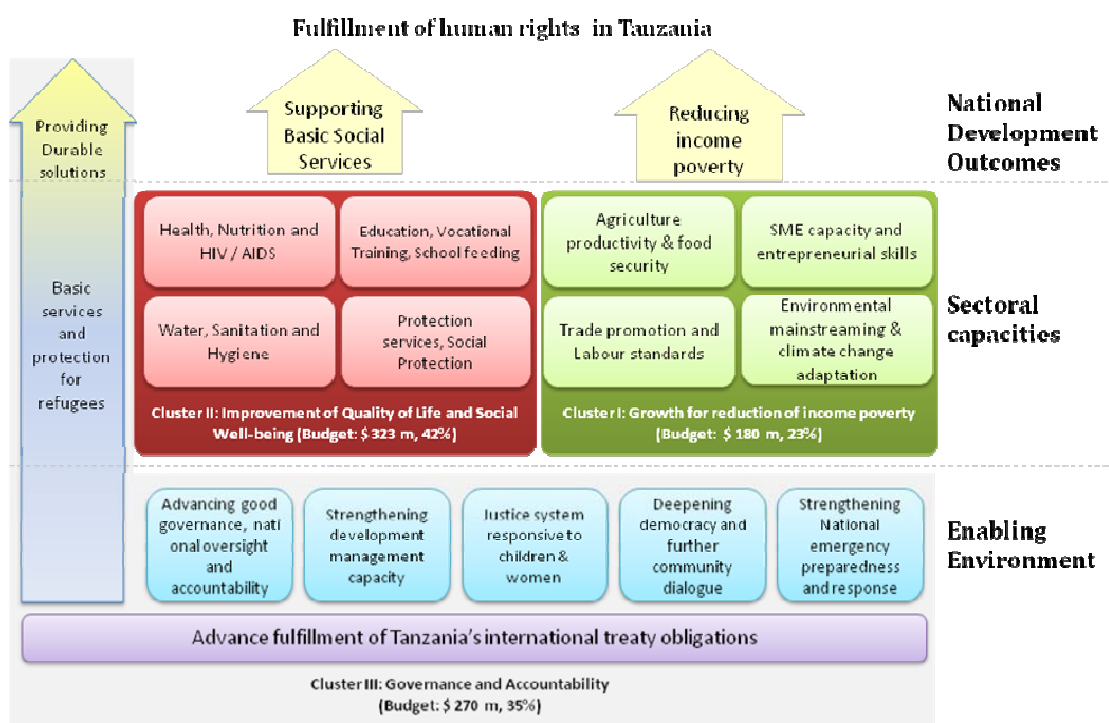 Fulfillment of human rights in Tanzania
Providing
Durable
solutions
Supporting
Basic Social
Services
Reducing
income
poverty
National
Development
Outcomes
Basic
services
and
protection
for
refugees
Health, Nutrition and
HIV / AIDS
Education, Vocational
Training, School feeding
Water, Sanitation and
Hygiene
Protection
services, Social
Protection
Cluster II: Improvement of Quality of Life and Social
Well-being (Budget: $ 323 m, 42%)
Agriculture
productivity & food
security
SME capacity and
entrepreneurial skills
Trade promotion and
Labour standards
Environmental
mainstreaming &
climate change
adaptation
Cluster I: Growth for reduction of income poverty
(Budget: $ 180 m, 23%)
Sectoral
capacities
Advancing good
governance, nati
onal oversight
and
accountability
Strengthening
development
management
capacity
Justice system
responsive to
children &
women
Deepening
democracy and
further
community
dialogue
Strengthening
National
emergency
preparedness
and response
Enabling
Environment
Advance fulfillment of Tanzania's international treaty obligations
Cluster III: Governance and Accountability
(Budget: $ 270 m, 35%)